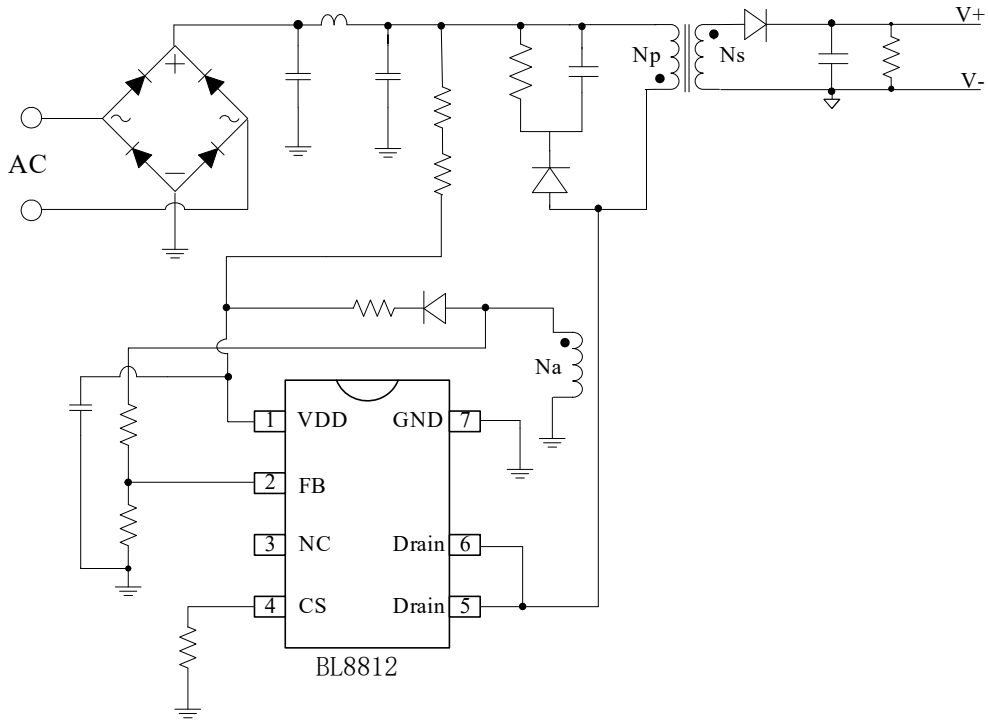 V+
Np
Ns
V-
AC
Na
1
VDD
GND
7
2
FB
3
NC
Drain
6
4
CS
Drain
5
BL8812